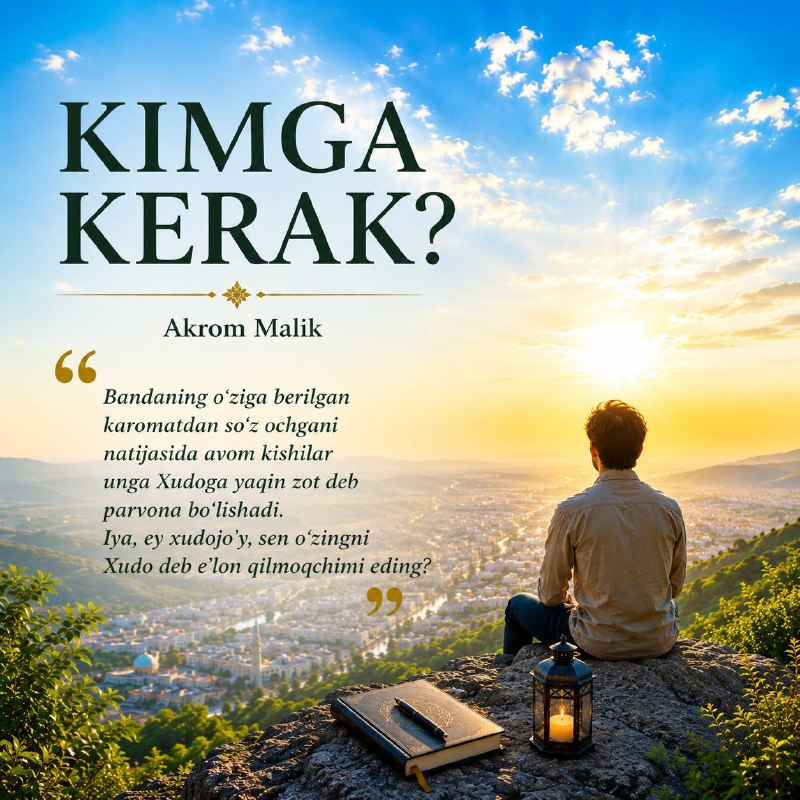 KIMGA
KERAK?
Akrom Malik
“
Bandaning o‘ziga berilgan
karomatdan so‘z ochgani
natijasida avom kishilar
unga Xudoga yaqin zot deb
parvona bo‘lishadi.
Iya, ey xudojo‘y, sen o‘zingni
Xudo deb e’lon qilmoqchimi eding?
”